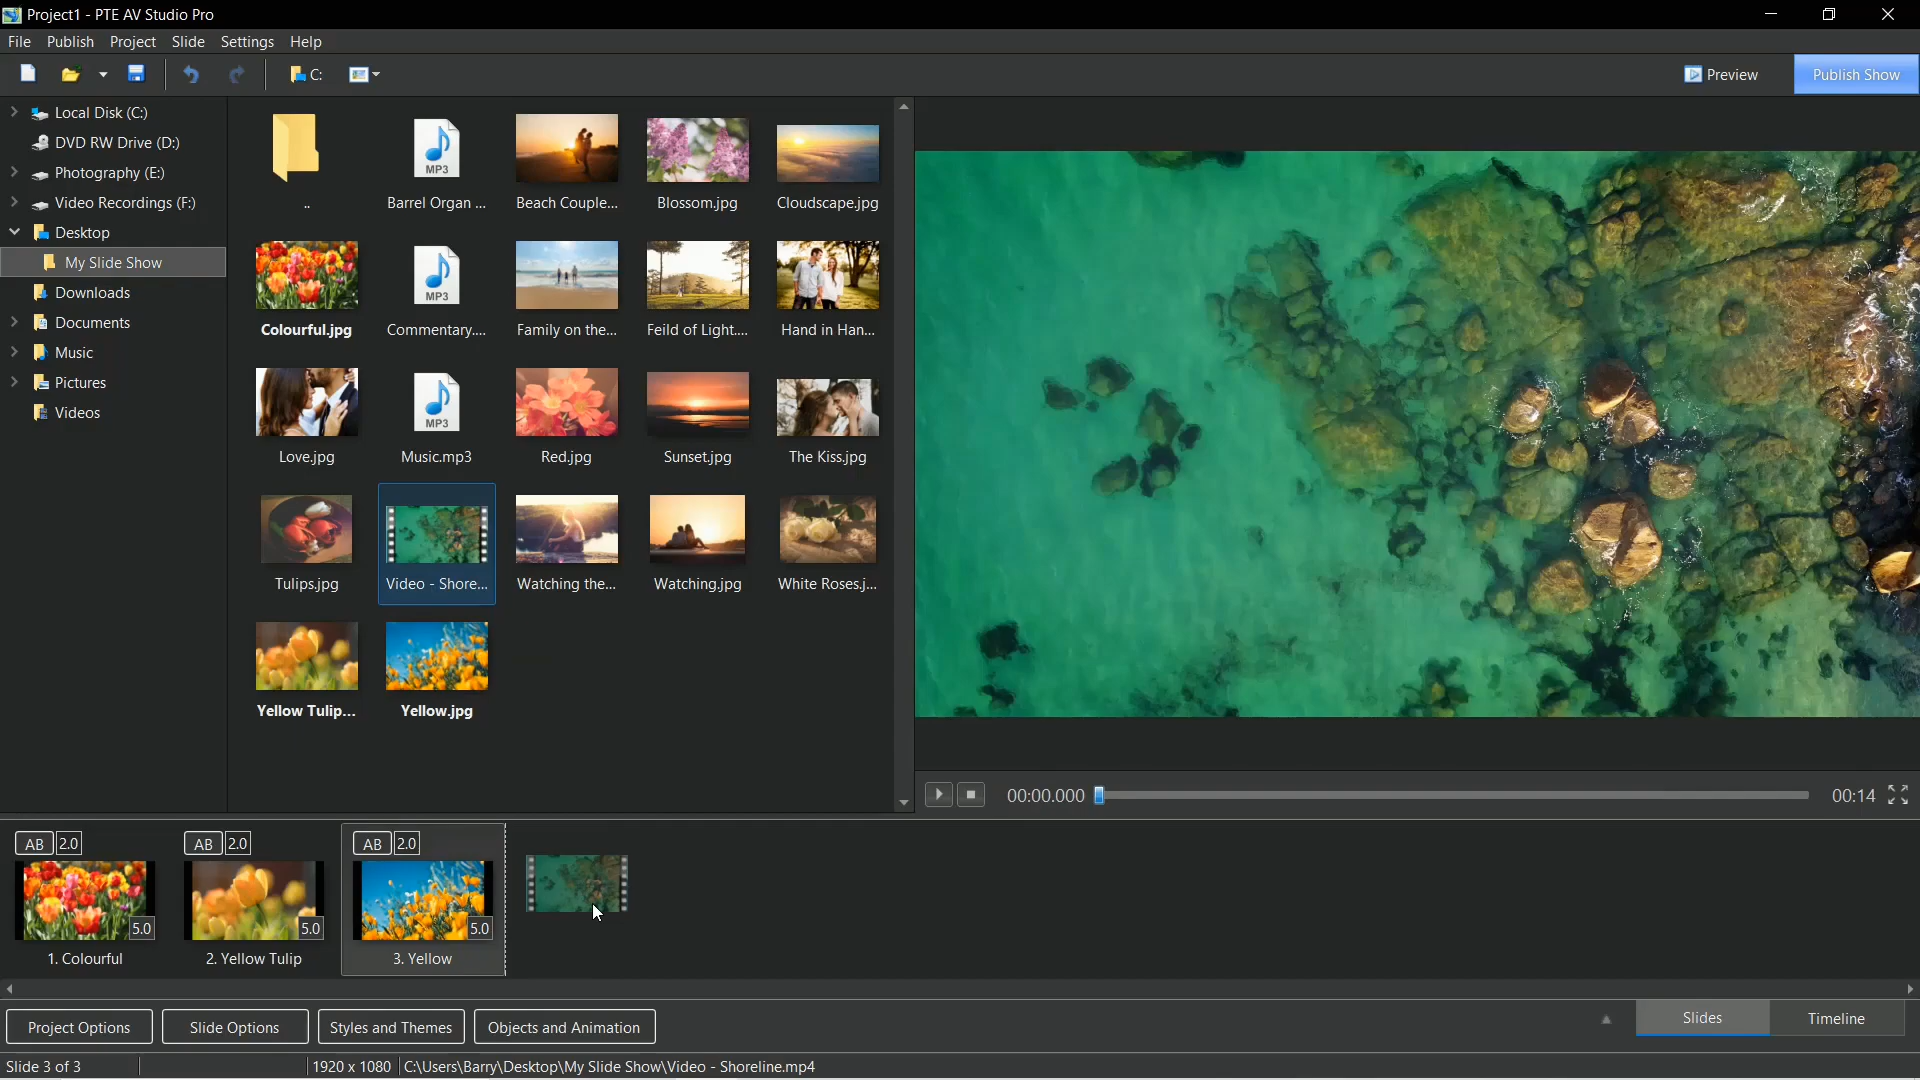 Project1 - PTE AV Studio Pro
File Publish Project Slide Settings Help
C:
Preview
Publish Show
Local Disk (C:)
DVD RW Drive (D:)
Photography (E:)
Video Recordings (F:)
Desktop
My Slide Show
Downloads
Documents
Music
Pictures
Videos
MP3
.. Barrel Organ ... Beach Couple... Blossom.jpg Cloudscape.jpg
MP3
Colourful.jpg Commentary.... Family on the... Feild of Light.... Hand in Han...
MP3
Love.jpg Music.mp3 Red.jpg Sunset.jpg The Kiss.jpg
Tulips.jpg Video - Shore... Watching the... Watching.jpg White Roses.j...
Yellow Tulip... Yellow.jpg
00:00.000 00:14
AB 2.0 AB 2.0 AB 2.0
5.0 5.0 5.0
1. Colourful 2. Yellow Tulip 3. Yellow
Project Options Slide Options Styles and Themes Objects and Animation Slides Timeline
Slide 3 of 3 1920 x 1080 C:\Users\Barry\Desktop\My Slide Show\Video - Shoreline.mp4